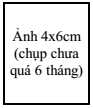 Ảnh 4x6cm
(chụp chưa
quá 6 tháng)